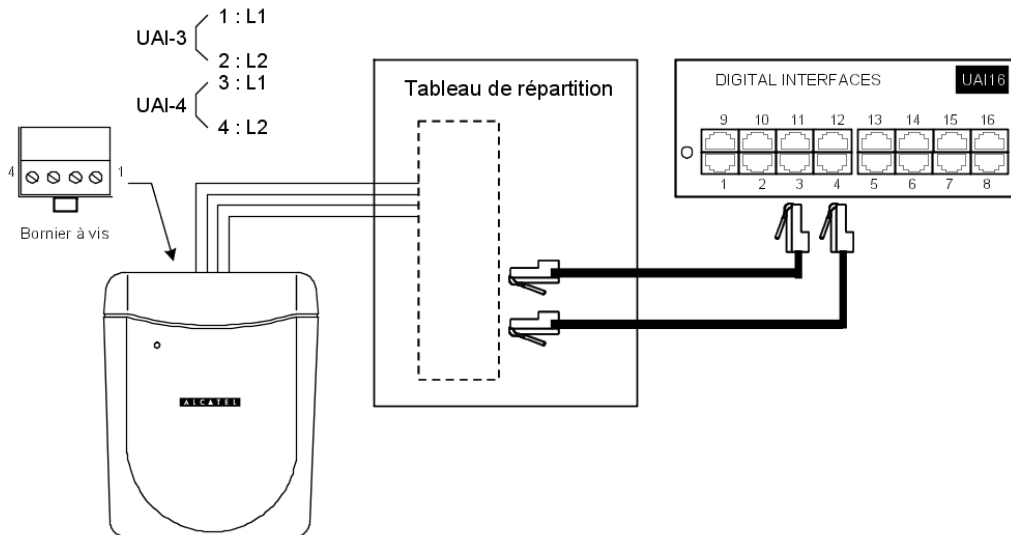 UAI-3
1 : L1
2 : L2
UAI-4
3 : L1
4 : L2
4
1
Bornier à vis
ALCATEL
Tableau de répartition
DIGITAL INTERFACES
UAI16
9 10 11 12 13 14 15 16
1 2 3 4 5 6 7 8